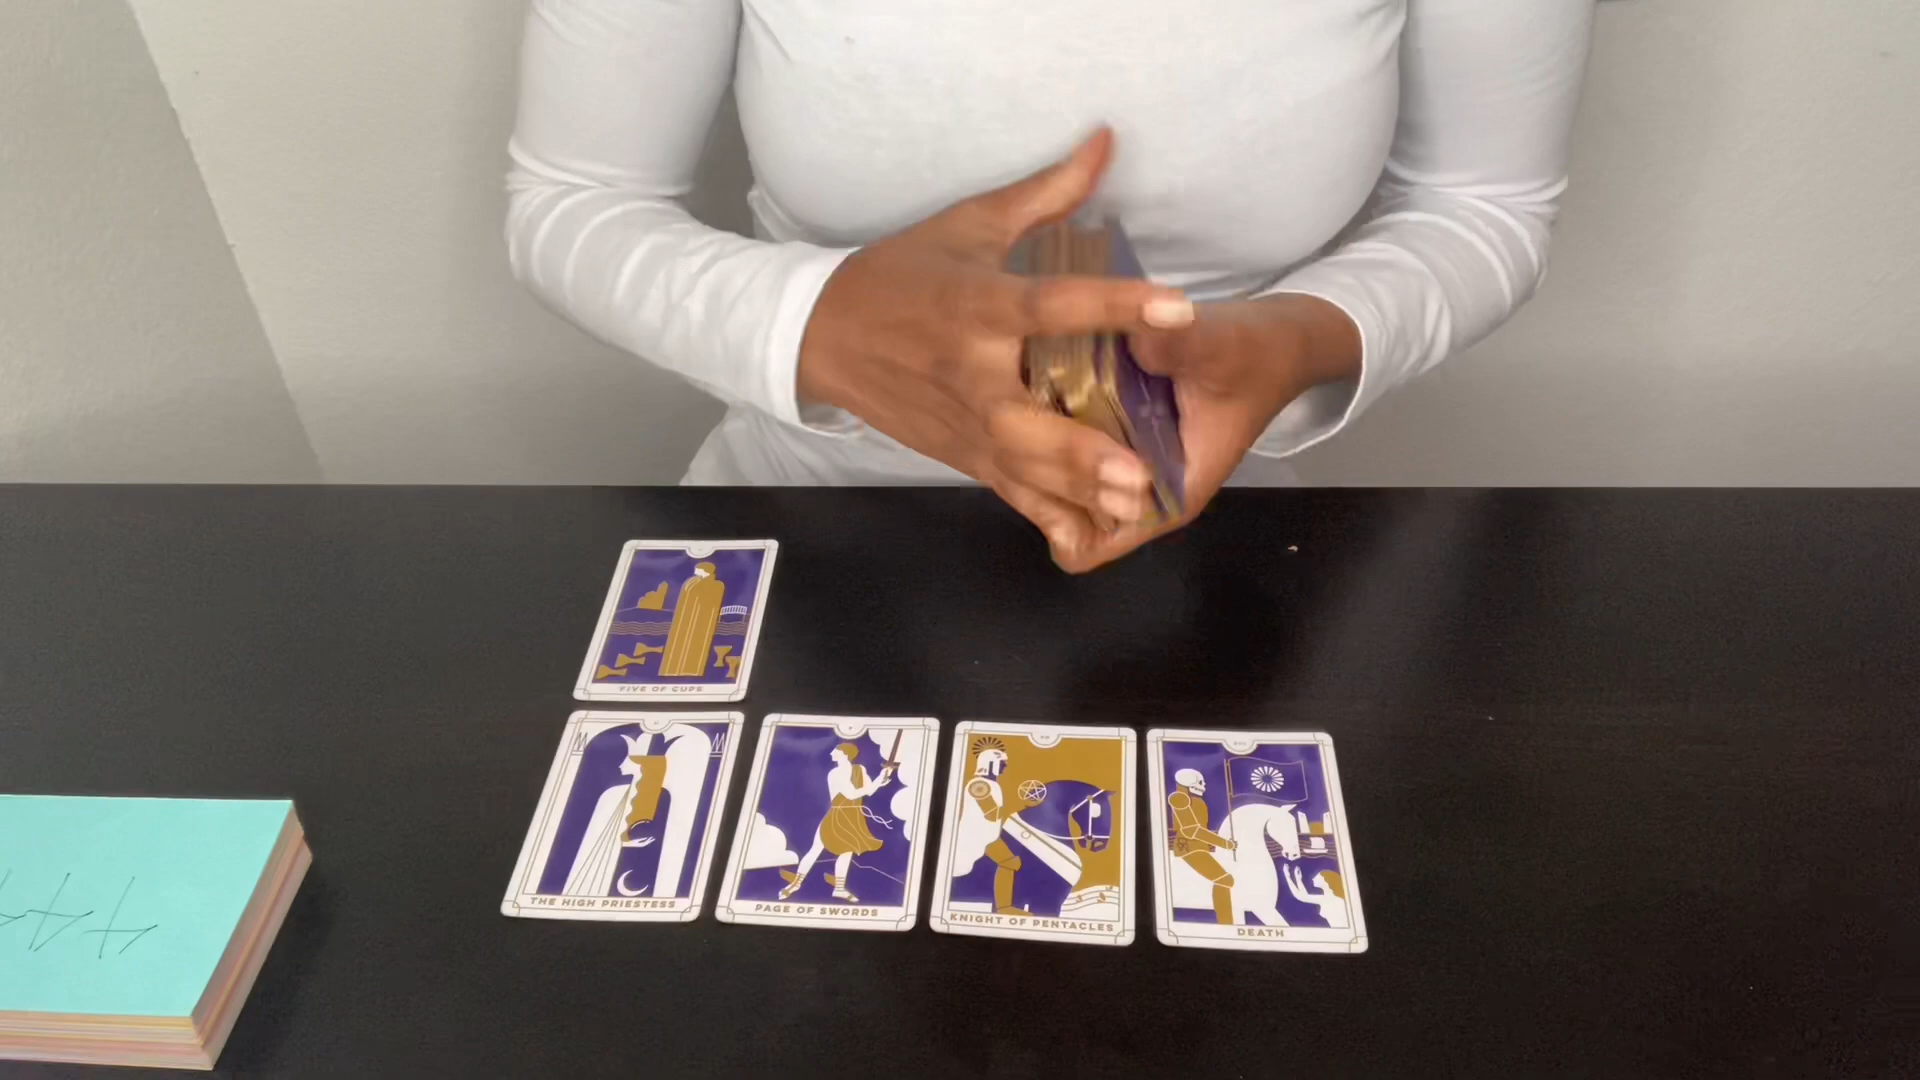 FIVE OF CUPS
THE HIGH PRIESTESS
PAGE OF SWORDS
KNIGHT OF PENTACLES
DEATH